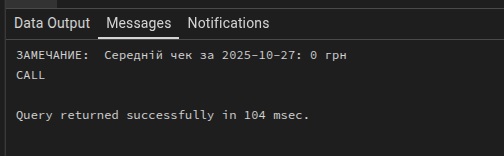 Data Output Messages Notifications
ЗАМЕЧАНИЕ: Середній чек за 2025-10-27: 0 грн
CALL
Query returned successfully in 104 msec.